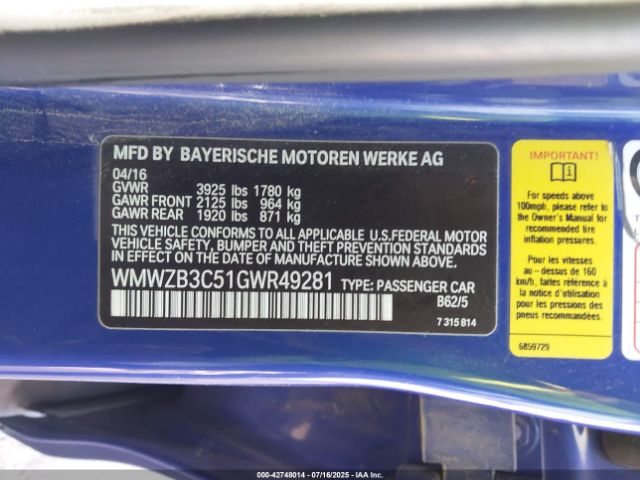 MFD BY BAYERISCHE MOTOREN WERKE AG
04/16
GVWR 3925 lbs 1780 kg
GAWR FRONT 2125 lbs 964 kg
GAWR REAR 1920 lbs 871 kg
THIS VEHICLE CONFORMS TO ALL APPLICABLE U.S.FEDERAL MOTOR
VEHICLE SAFETY, BUMPER AND THEFT PREVENTION STANDARDS
IN EFFECT ON THE DATE OF MANUFACTURE SHOWN ABOVE.
WMWZB3C51GWR49281 TYPE: PASSENGER CAR
B62/5
7 315 814
IMPORTANT!
For speeds above
100mph, please refer to
the Owner's Manual for
recommended tire
inflation pressures.
Pour les vitesses
au-dessus de 160
km/h, faites référence à
la notice d'utilisation
pour les pressions des
pneus recommandées.
6859729
000-42748014 - 07/16/2025 - IAA Inc.